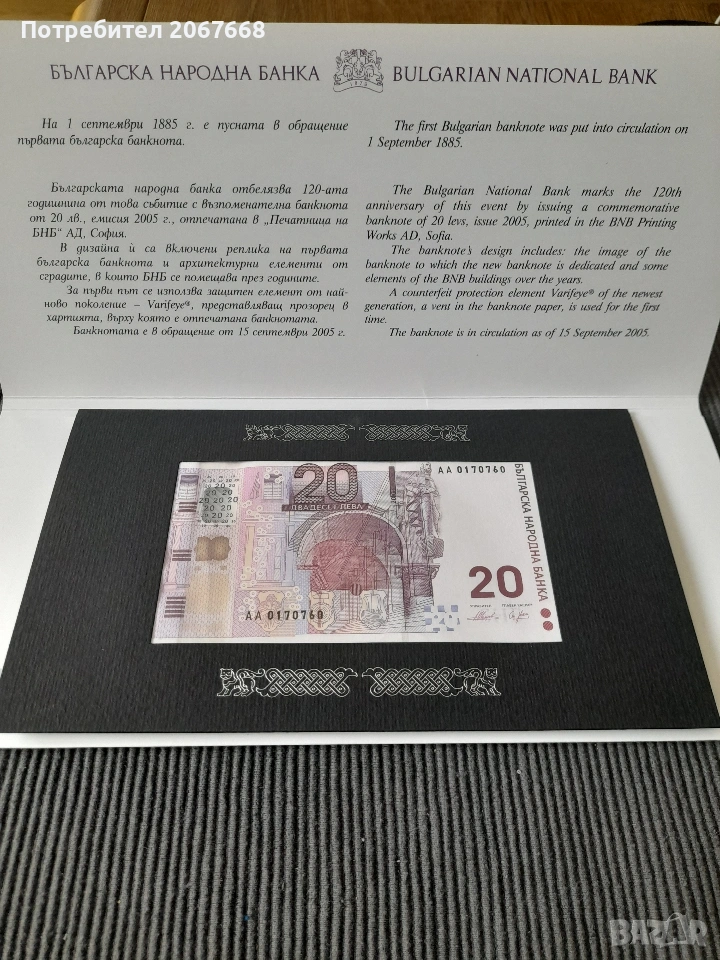 Потребител 2067668
БЪЛГАРСКА НАРОДНА БАНКА
BULGARIAN NATIONAL BANK
1879
На 1 септември 1885 г. е пусната в обращение
първата българска банкнота.
Българската народна банка отбелязва 120-ата
годишнина от това събитие с възпоменателна банкнота
от 20 лв., емисия 2005 г., отпечатана в „Печатница на
БНБ“ АД, София.
В дизайна ѝ са включени реплика на първата
българска банкнота и архитектурни елементи от
сградите, в които БНБ се помещава през годините.
За първи път се използва защитен елемент от най-
ново поколение – Varifeye®, представляващ прозорец в
хартията, върху която е отпечатана банкнотата.
Банкнотата е в обращение от 15 септември 2005 г.
The first Bulgarian banknote was put into circulation on
1 September 1885.
The Bulgarian National Bank marks the 120th
anniversary of this event by issuing a commemorative
banknote of 20 levs, issue 2005, printed in the BNB Printing
Works AD, Sofia.
The banknote's design includes: the image of the
banknote to which the new banknote is dedicated and some
elements of the BNB buildings over the years.
A counterfeit protection element Varifeye® of the newest
generation, a vent in the banknote paper, is used for the first
time.
The banknote is in circulation as of 15 September 2005.
20
ДВАДЕСЕТ ЛЕВА
АА 0170760
БЪЛГАРСКА НАРОДНА БАНКА
20
АА 0170760
20
BAZAR